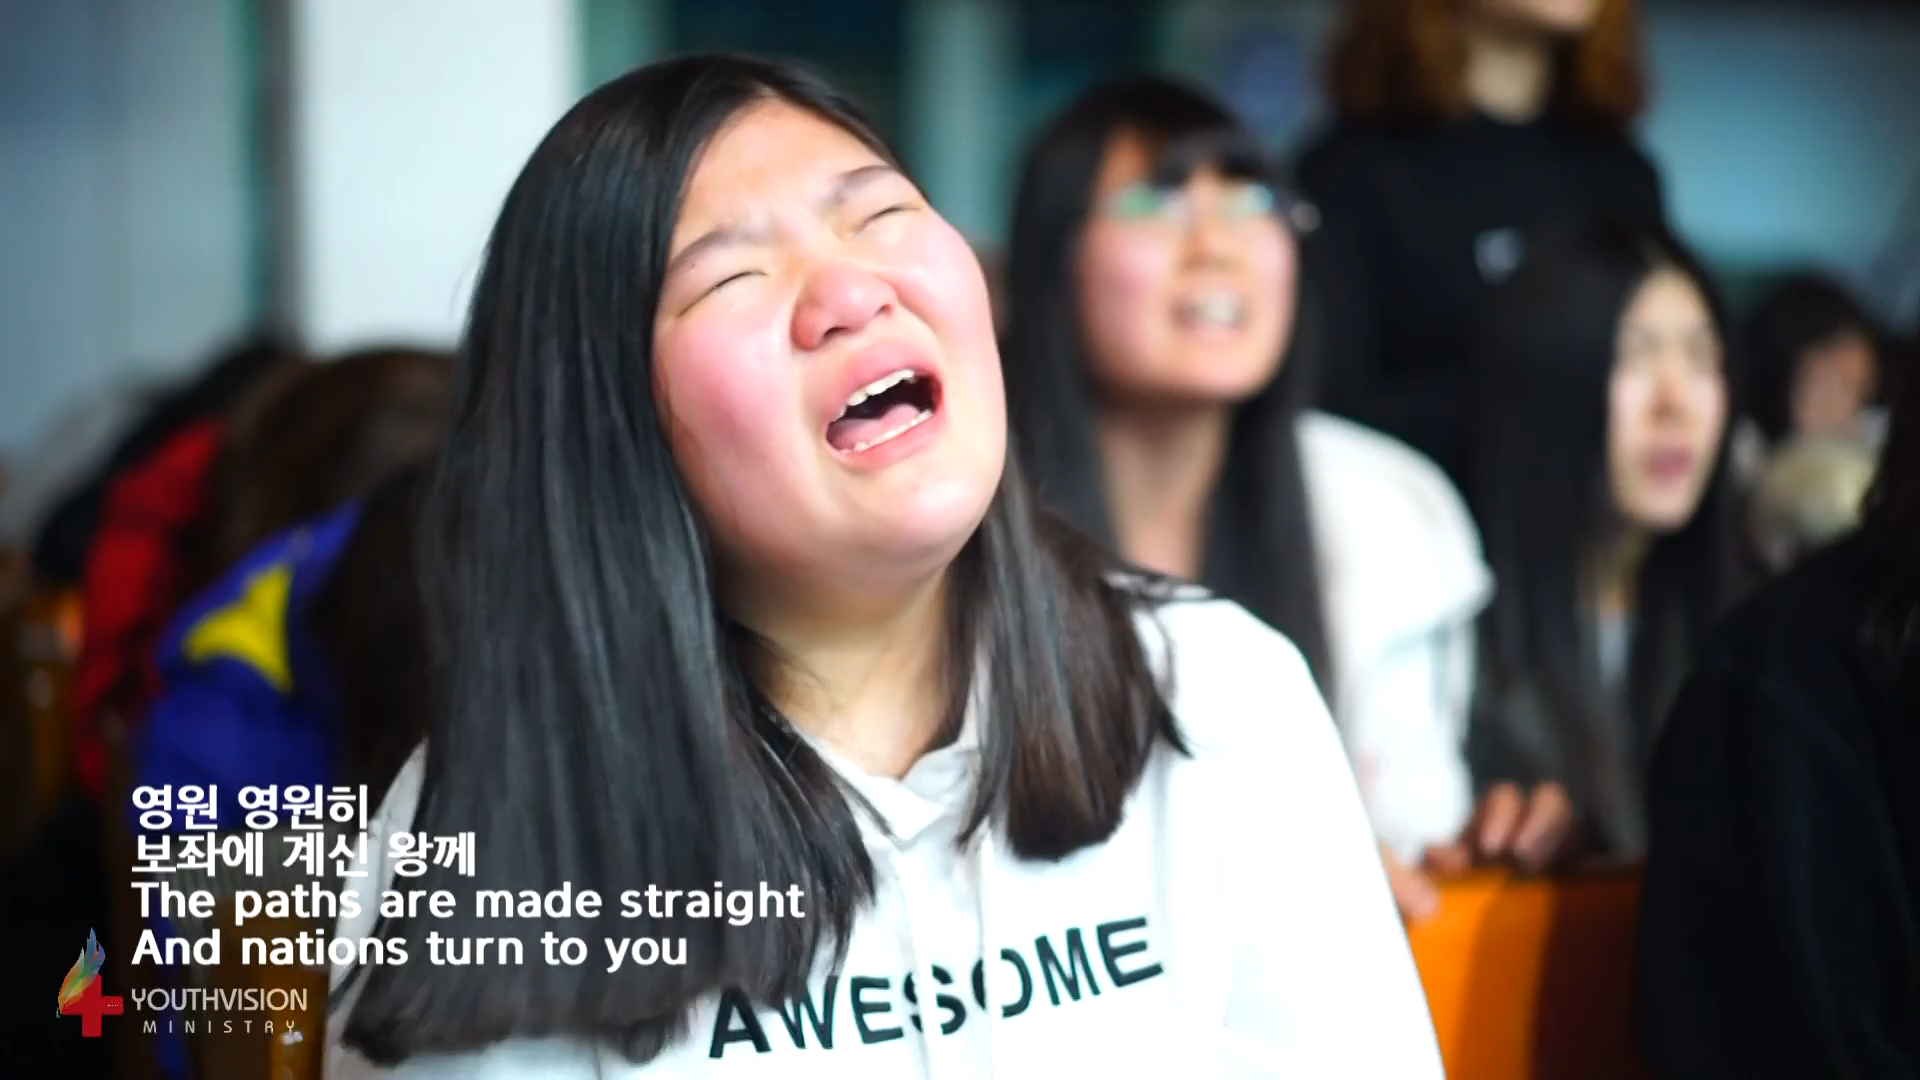 영원 영원히
보좌에 계신 왕께
The paths are made straight
And nations turn to you
YOUTHVISION
MINISTRY
AWESOME